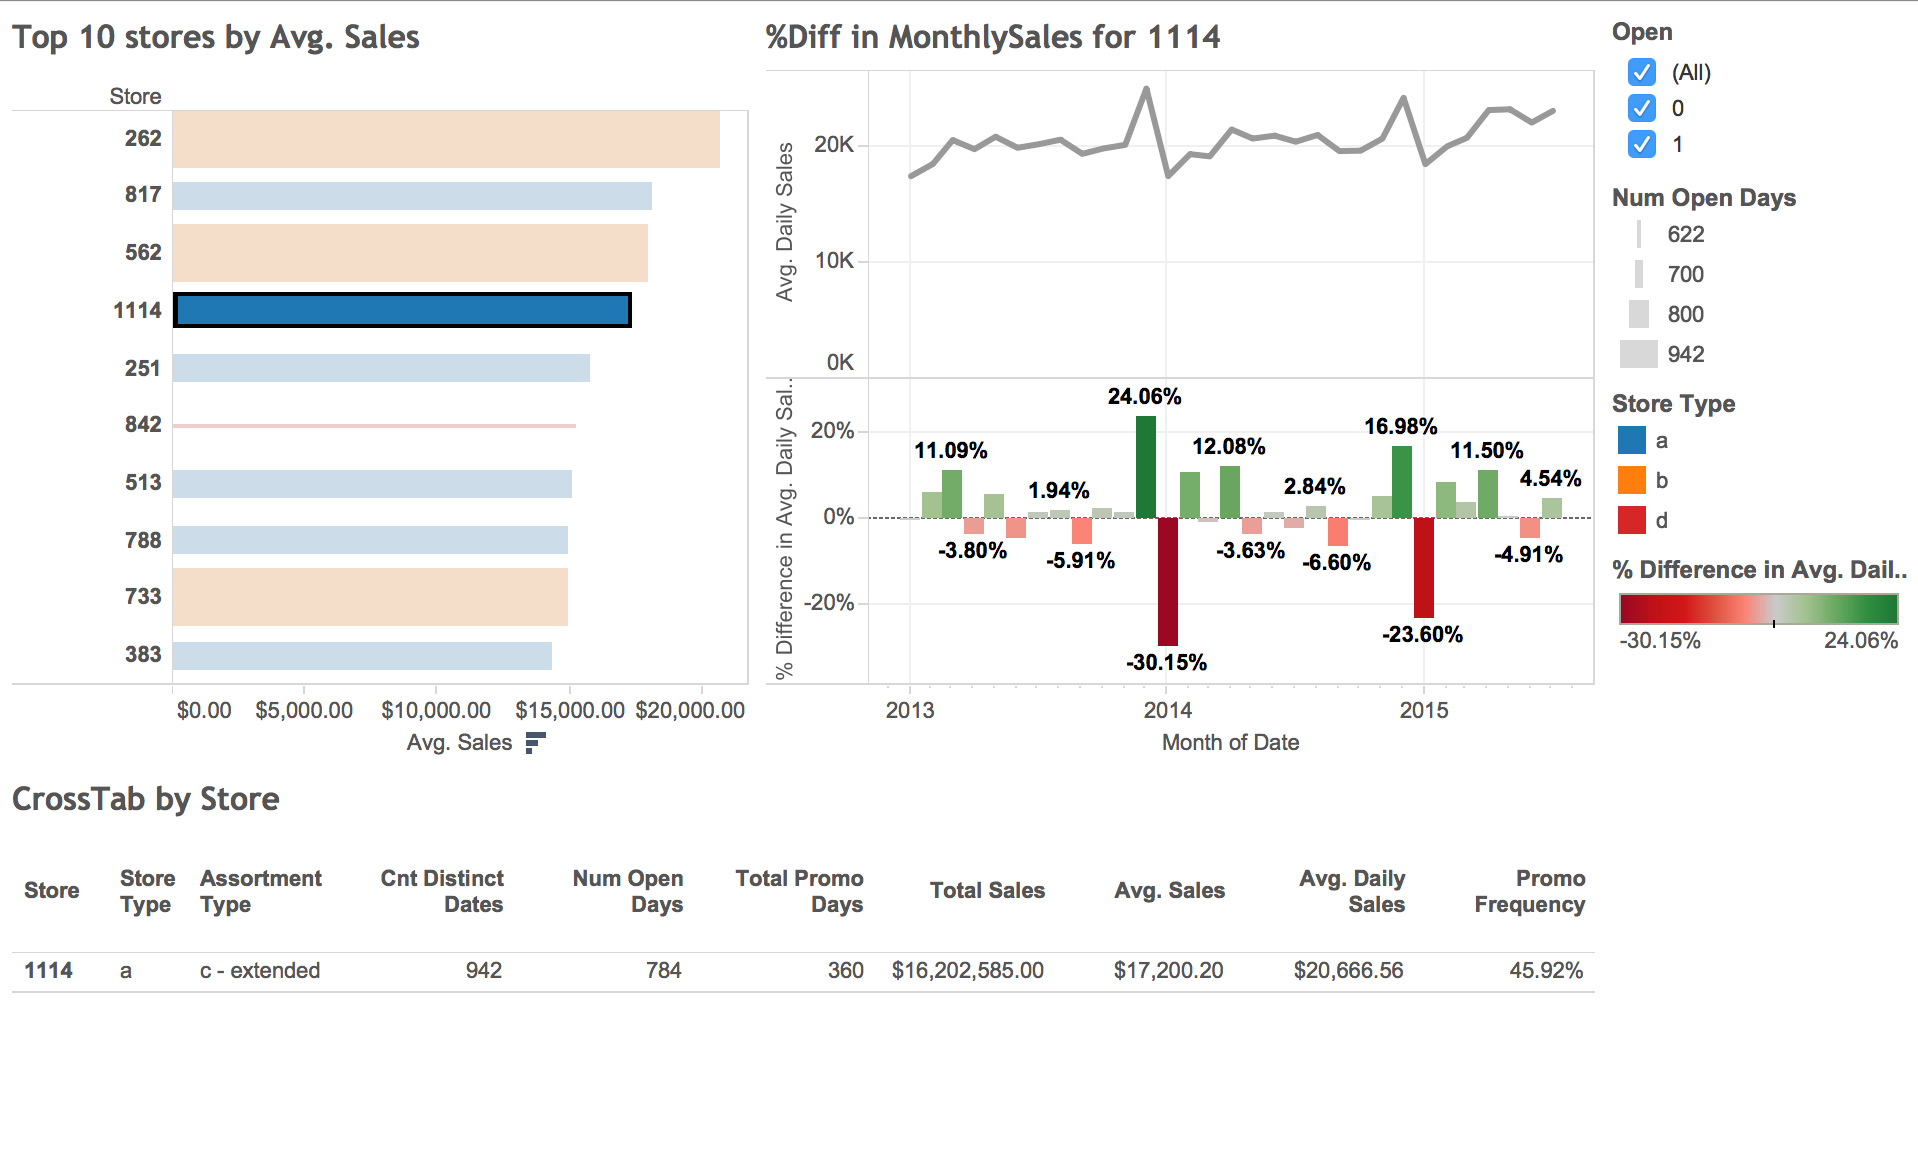 Top 10 stores by Avg. Sales
Store
262
817
562
1114
251
842
513
788
733
383
$0.00 $5,000.00 $10,000.00 $15,000.00 $20,000.00
Avg. Sales
%Diff in MonthlySales for 1114
Avg. Daily Sales
20K
10K
0K
% Difference in Avg. Daily Sal..
20%
0%
-20%
11.09%
-3.80%
1.94%
-5.91%
24.06%
-30.15%
12.08%
-3.63%
2.84%
-6.60%
16.98%
-23.60%
11.50%
-4.91%
4.54%
2013 2014 2015
Month of Date
Open
(All)
0
1
Num Open Days
622
700
800
942
Store Type
a
b
d
% Difference in Avg. Dail..
-30.15% 24.06%
CrossTab by Store
Store Store Type Assortment Type Cnt Distinct Dates Num Open Days Total Promo Days Total Sales Avg. Sales Avg. Daily Sales Promo Frequency
1114 a c - extended 942 784 360 $16,202,585.00 $17,200.20 $20,666.56 45.92%